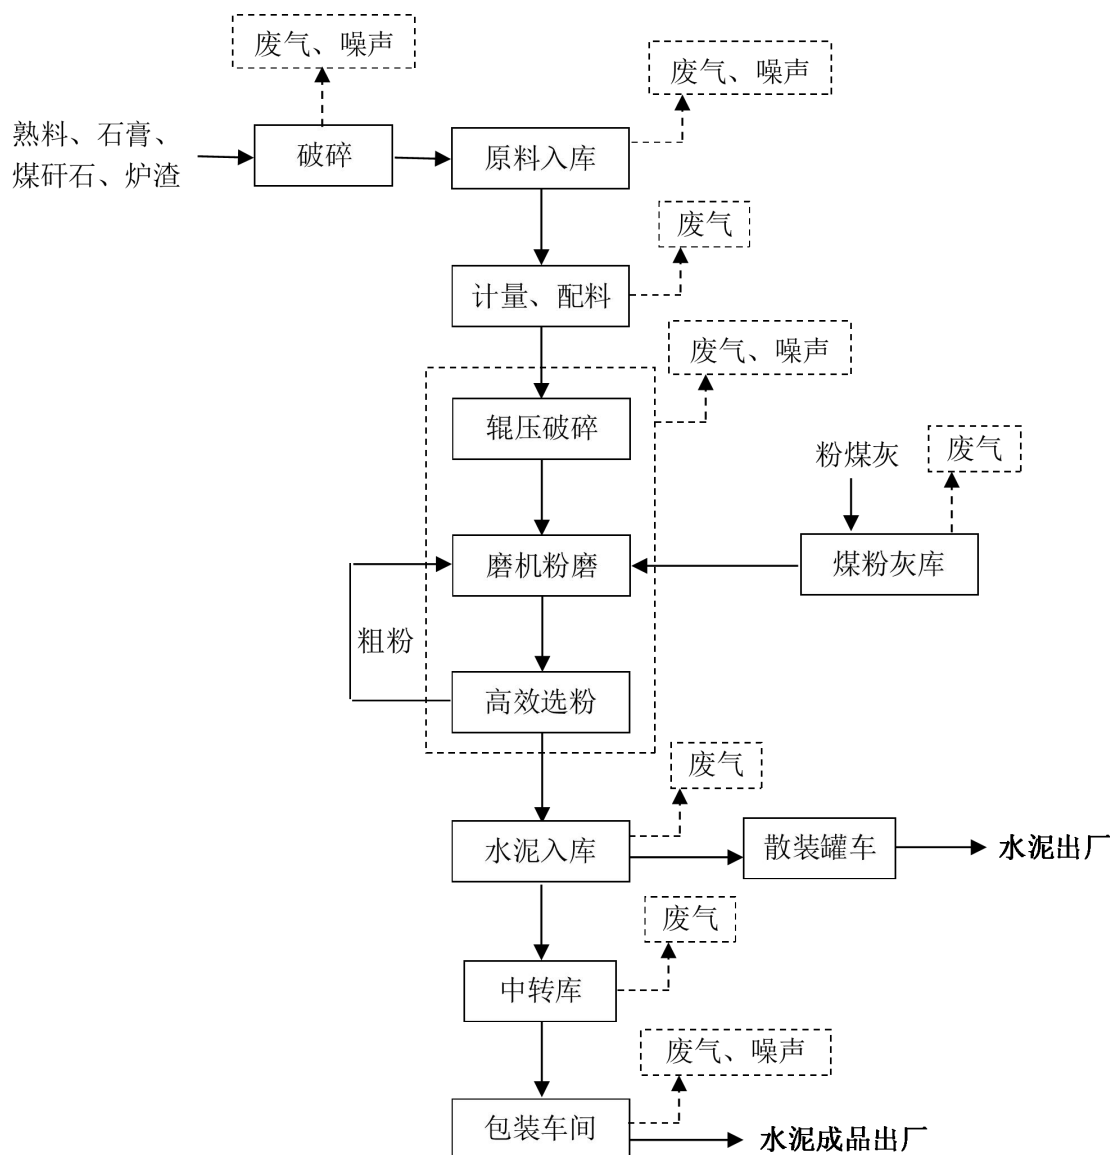 废气、噪声
废气、噪声
熟料、石膏、
煤矸石、炉渣
破碎
原料入库
废气
计量、配料
废气、噪声
辊压破碎
粉煤灰
废气
磨机粉磨
煤粉灰库
粗粉
高效选粉
废气
水泥入库
散装罐车
水泥出厂
废气
中转库
废气、噪声
包装车间
水泥成品出厂